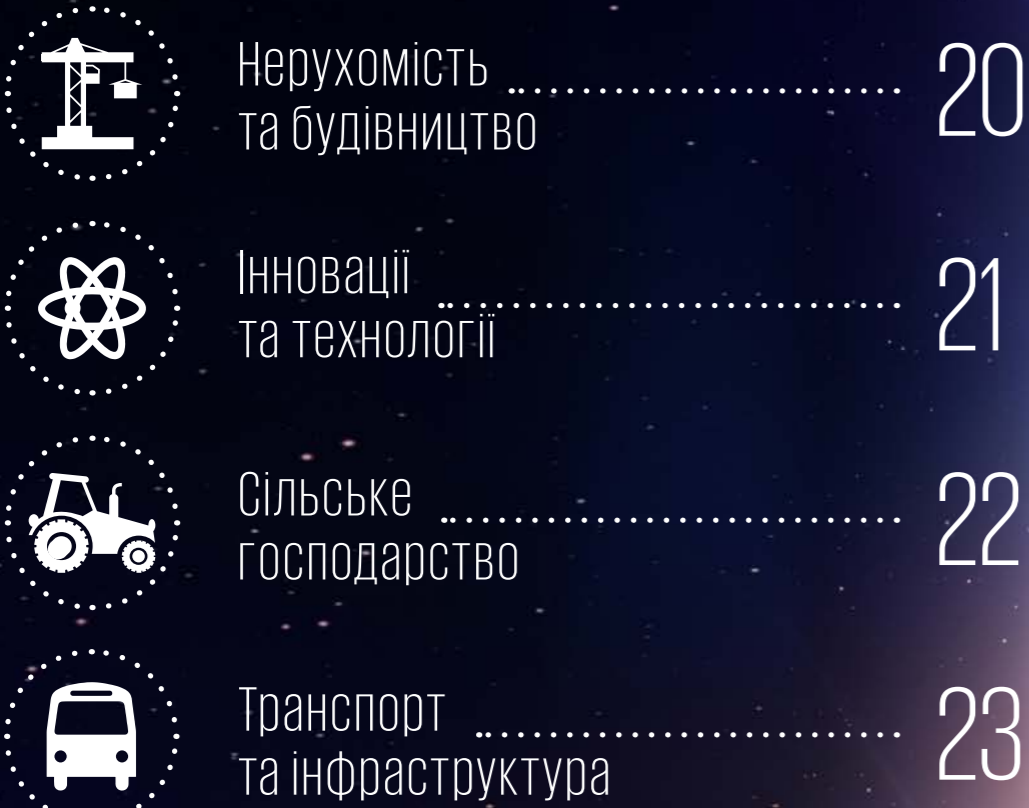 Нерухомість ........................ 20
та будівництво
Інновації ........................ 21
та технології
Сільське ........................ 22
господарство
Транспорт ........................ 23
та інфраструктура